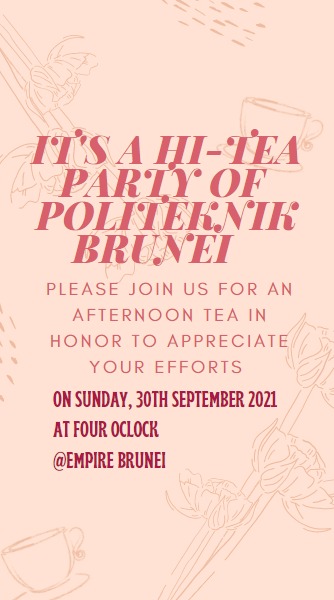 IT'S A HI-TEA
PARTY OF
POLITEKNIK
BRUNEI
PLEASE JOIN US FOR AN
AFTERNOON TEA IN
HONOR TO APPRECIATE
YOUR EFFORTS
ON SUNDAY, 30TH SEPTEMBER 2021
AT FOUR OCLOCK
@EMPIRE BRUNEI